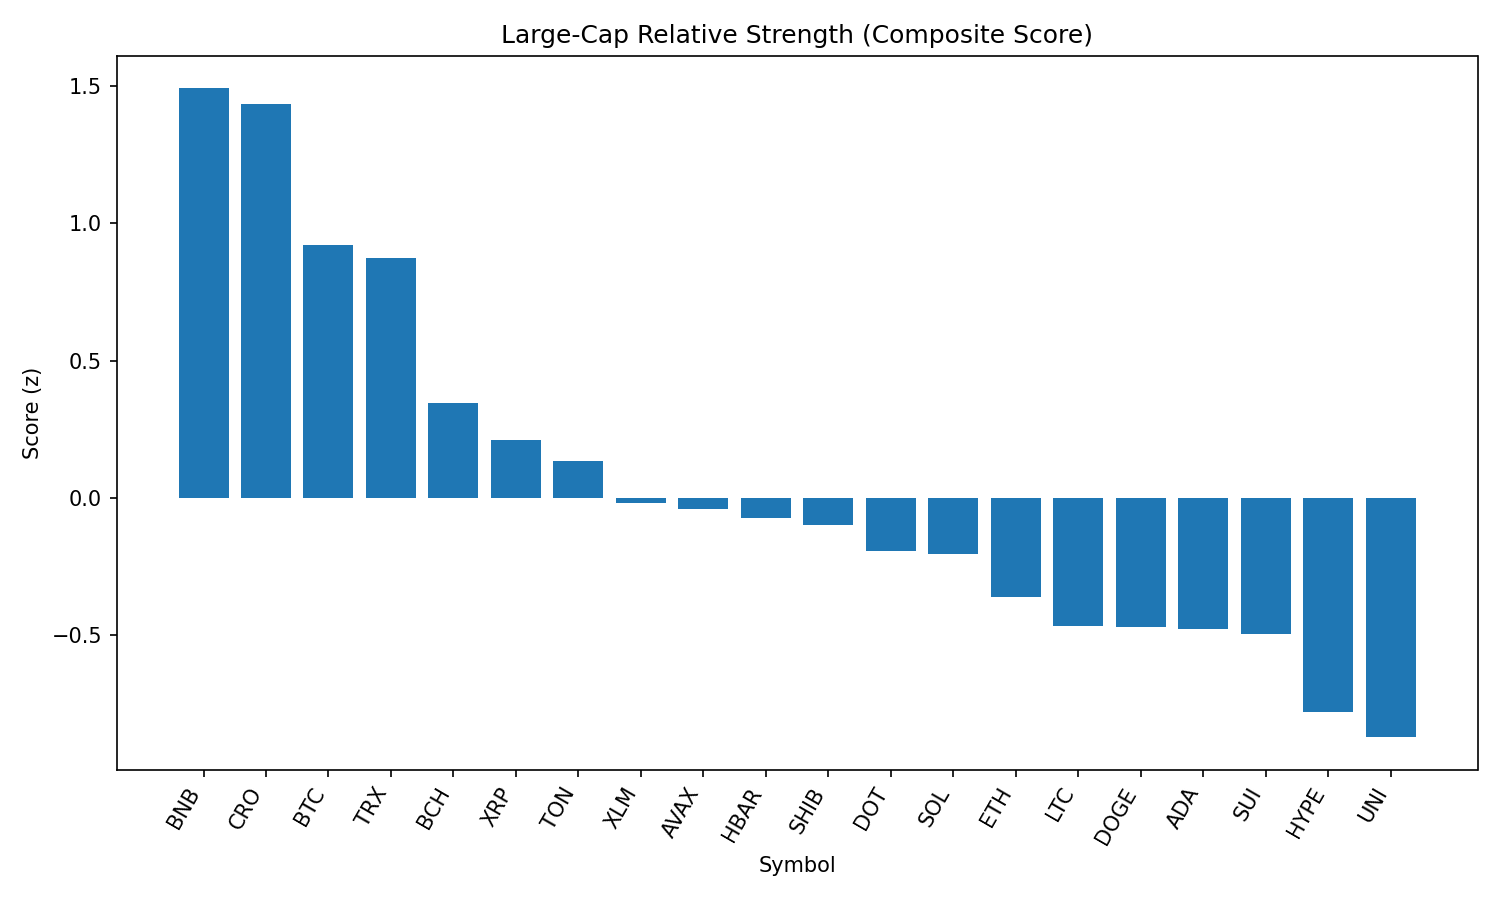 Large-Cap Relative Strength (Composite Score)
1.5
1.0
0.5
0.0
−0.5
Score (z)
BNB
CRO
BTC
TRX
BCH
XRP
TON
XLM
AVAX
HBAR
SHIB
DOT
SOL
ETH
LTC
DOGE
ADA
SUI
HYPE
UNI
Symbol